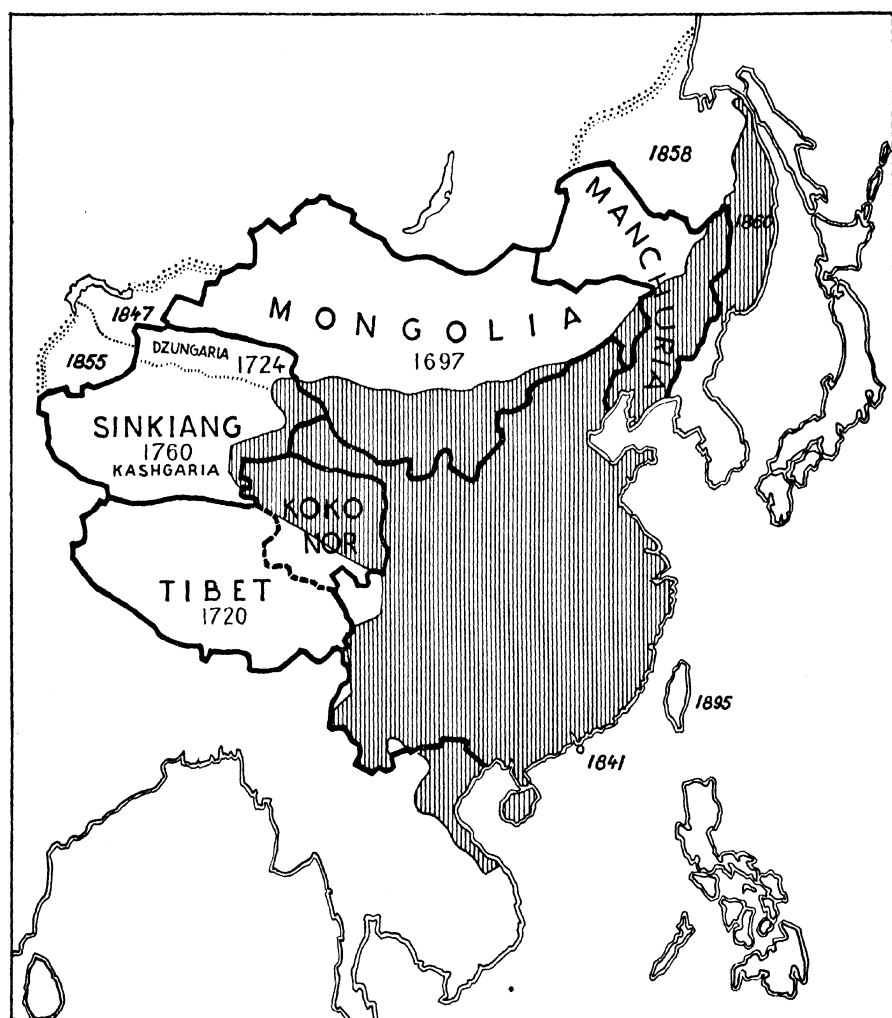 1858
MANCHURIA
1860
MONGOLIA
1697
1847
1855
DZUNGARIA
1724
SINKIANG
1760
KASHGARIA
KOKO
NOR
TIBET
1720
1895
1841